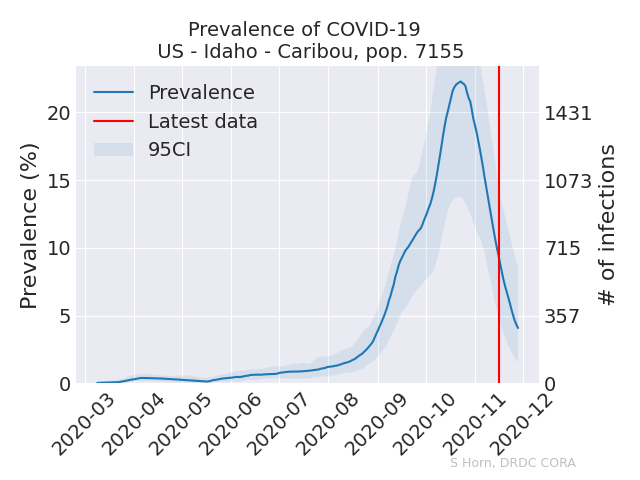 Prevalence of COVID-19
US - Idaho - Caribou, pop. 7155
Prevalence
Latest data
95CI
Prevalence (%)
20
15
10
5
0
1431
1073
715
357
0
# of infections
2020-03
2020-04
2020-05
2020-06
2020-07
2020-08
2020-09
2020-10
2020-11
2020-12
S Horn, DRDC CORA